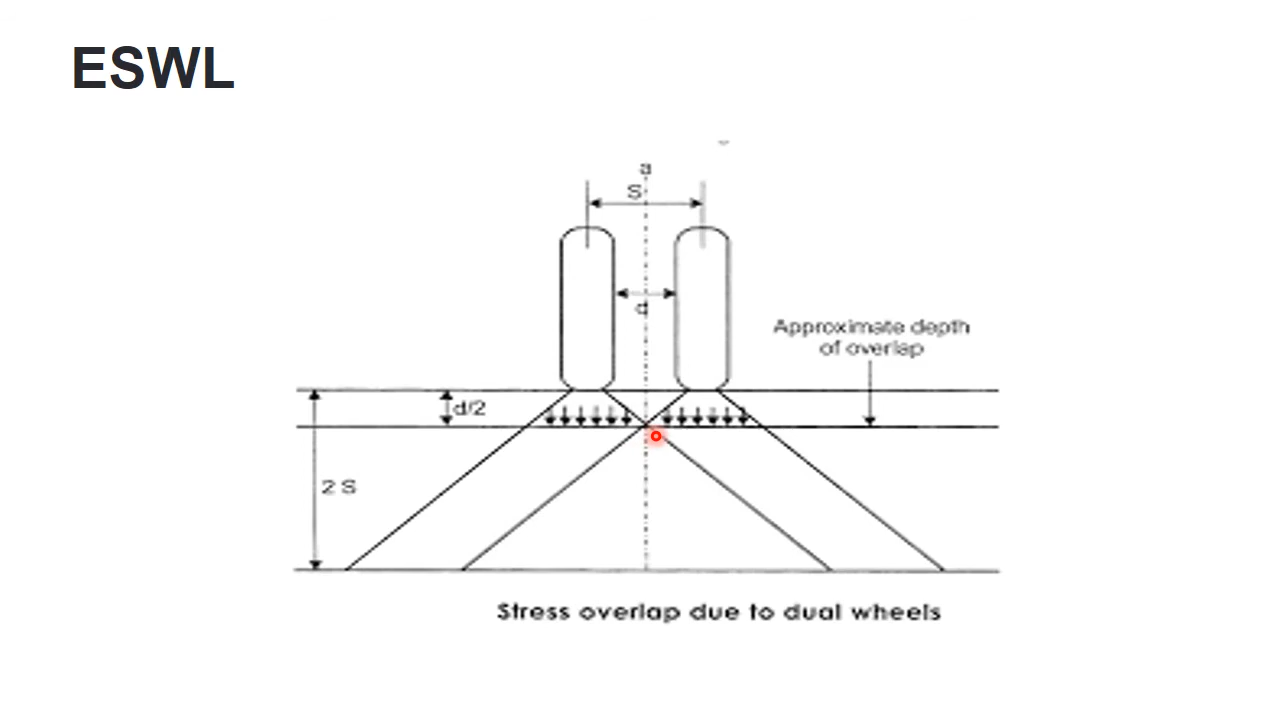 ESWL
a
S
d
Approximate depth
of overlap
d/2
2 S
Stress overlap due to dual wheels